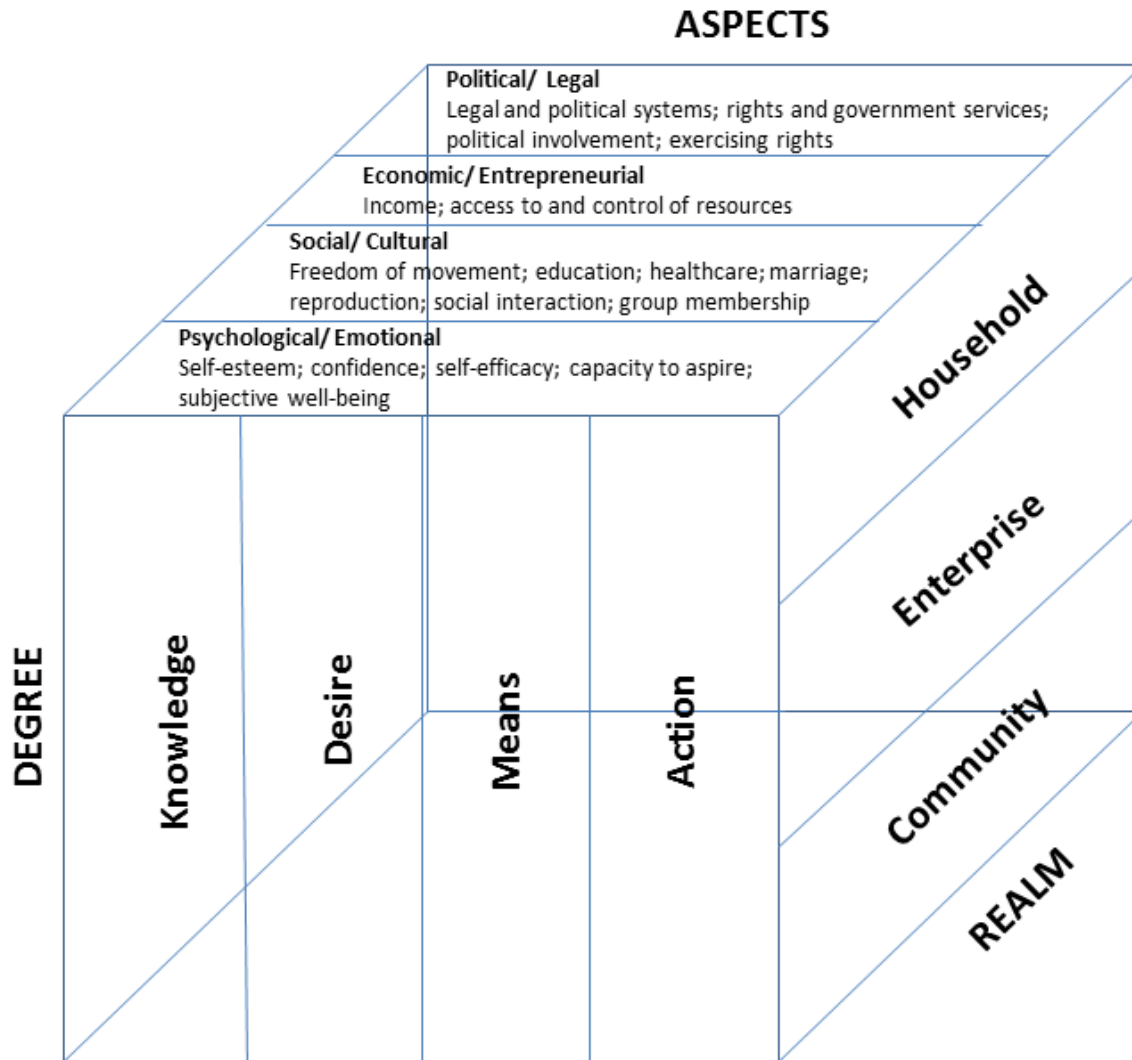 ASPECTS
Political/ Legal
Legal and political systems; rights and government services;
political involvement; exercising rights
Economic/ Entrepreneurial
Income; access to and control of resources
Social/ Cultural
Freedom of movement; education; healthcare; marriage;
reproduction; social interaction; group membership
Psychological/ Emotional
Self-esteem; confidence; self-efficacy; capacity to aspire;
subjective well-being
DEGREE
Knowledge
Desire
Means
Action
Household
Enterprise
Community
REALM